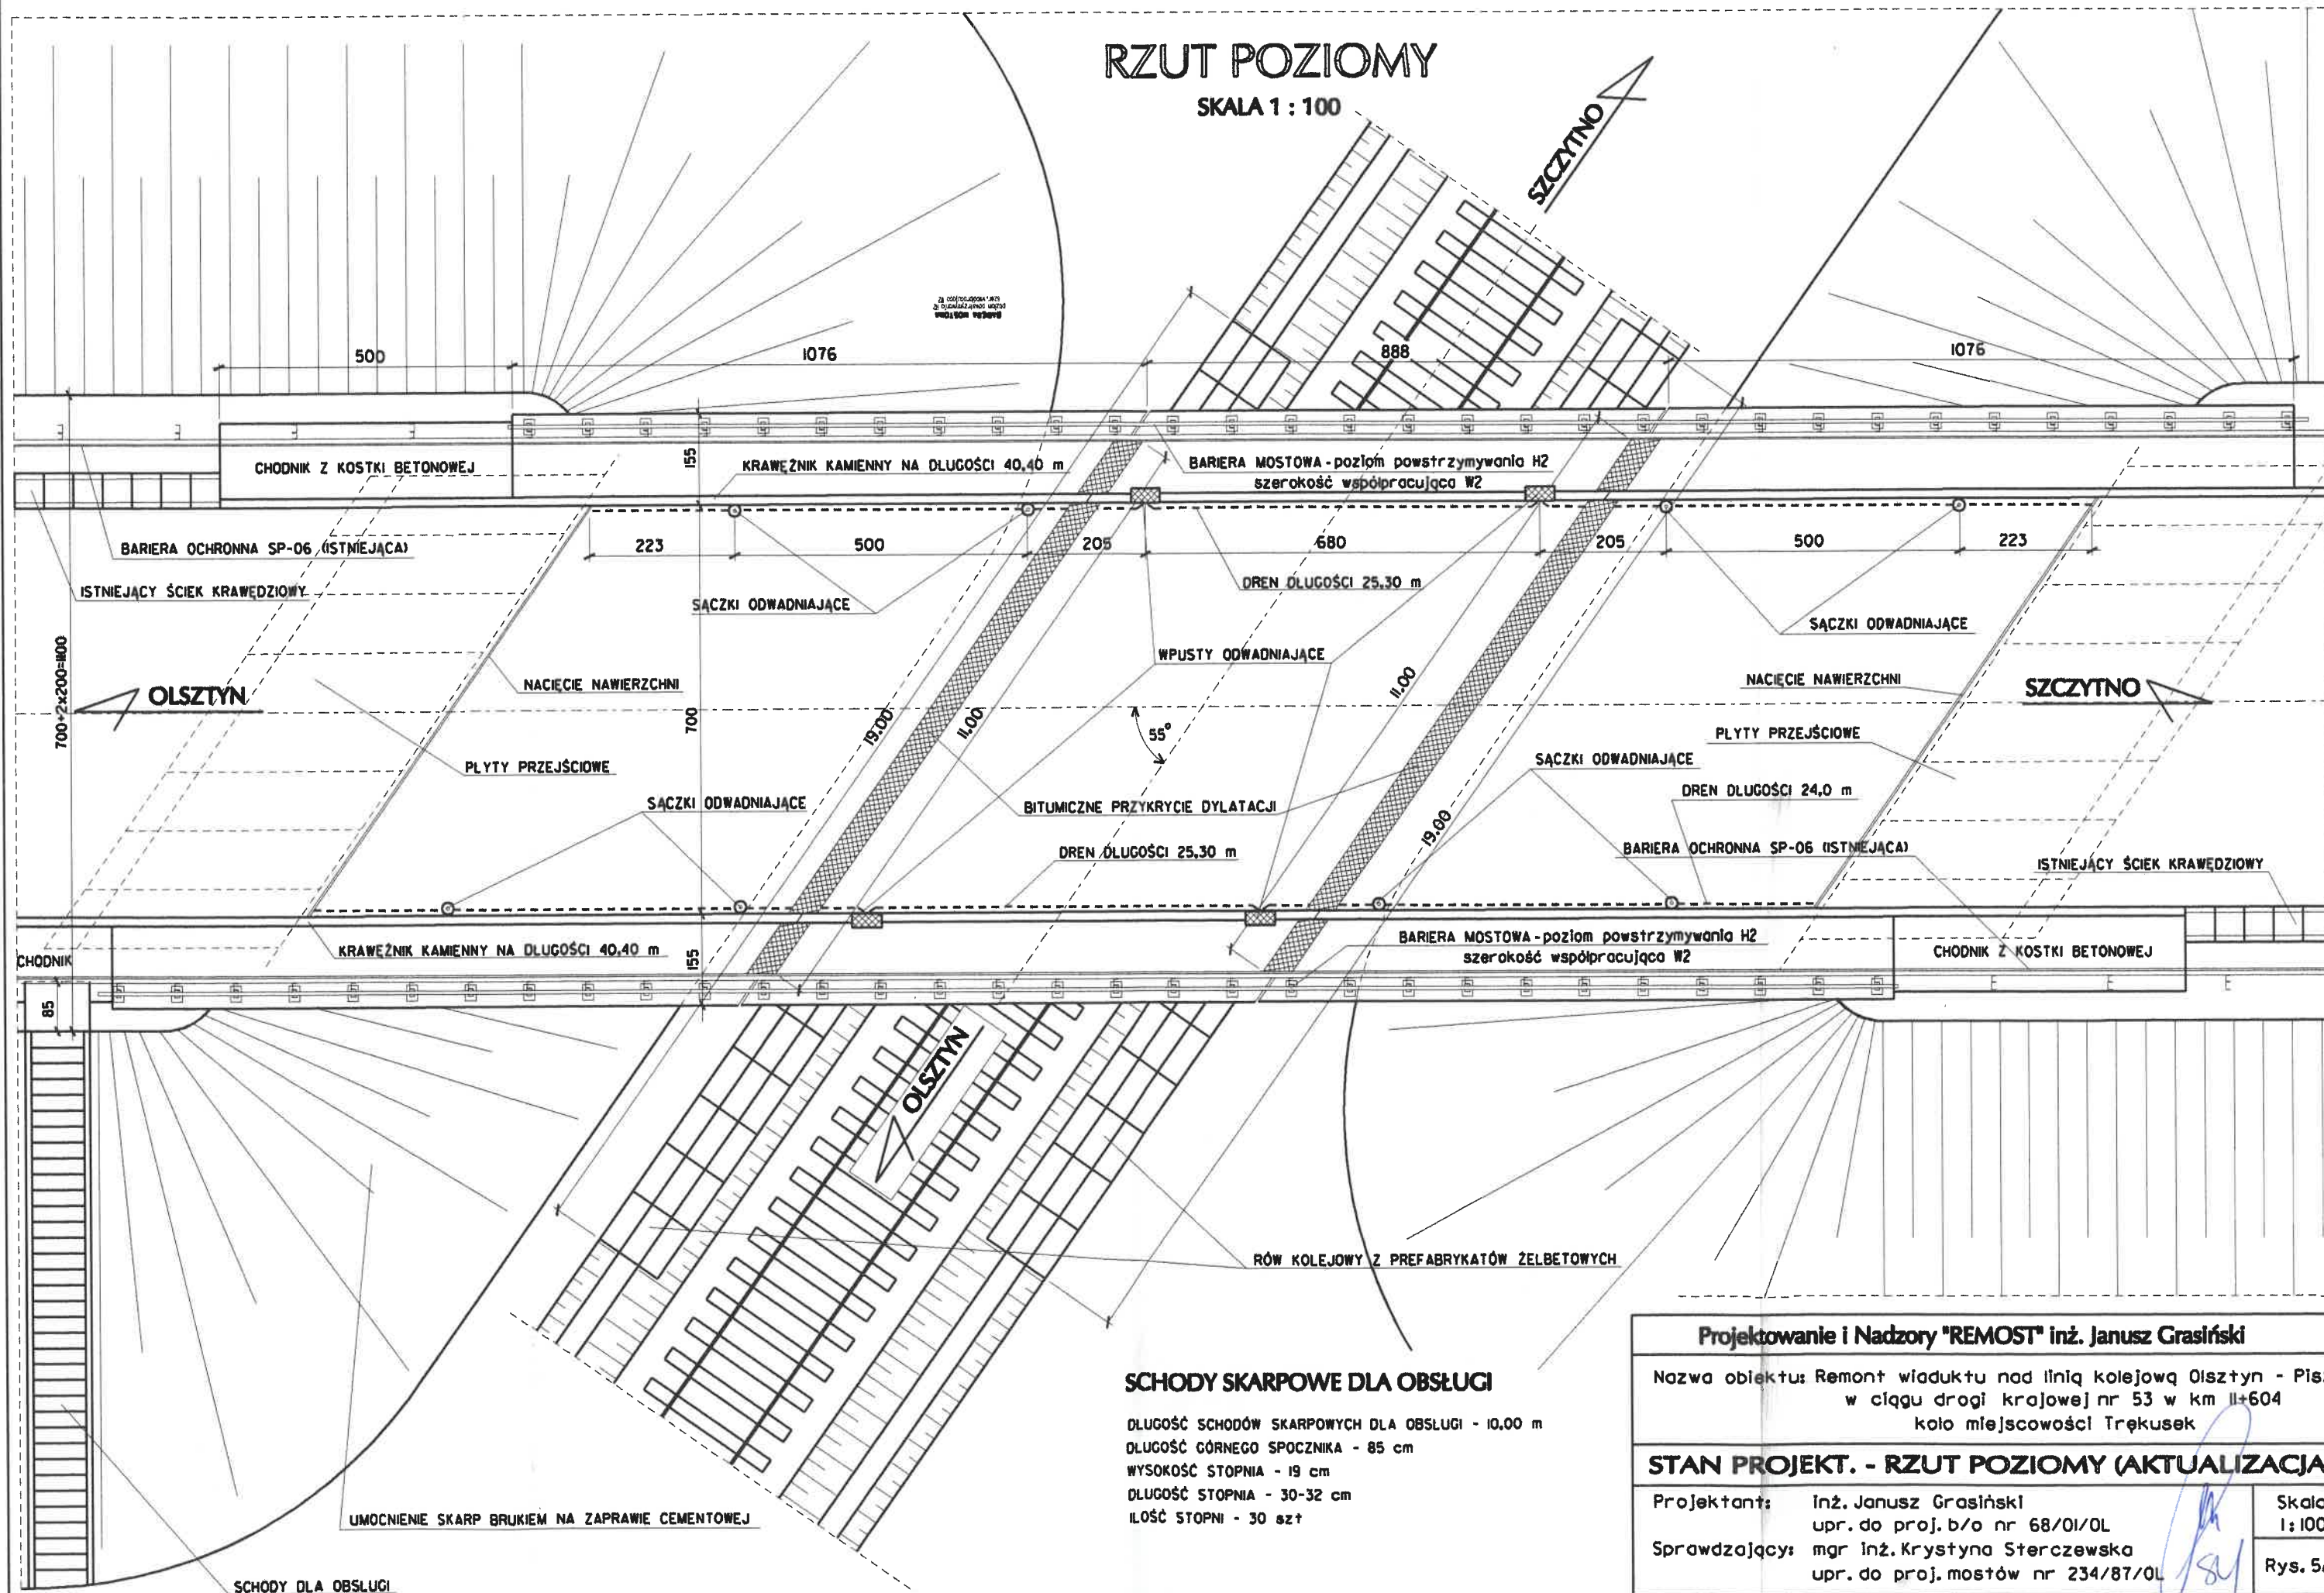 RZUT POZIOMY
SKALA 1 : 100
SZCZYTNO
BARIERA MOSTOWA
500
1076
888
1076
155
CHODNIK Z KOSTKI BETONOWEJ
KRAWĘŻNIK KAMIENNY NA DŁUGOŚCI 40,40 m
BARIERA MOSTOWA - poziom powstrzymywania H2
szerokość współpracująca W2
BARIERA OCHRONNA SP-06 (ISTNIEJĄCA)
223
500
205
680
205
500
223
ISTNIEJĄCY ŚCIEK KRAWĘDZIOWY
SĄCZKI ODWADNIAJĄCE
DREN DŁUGOŚCI 25,30 m
SĄCZKI ODWADNIAJĄCE
700+2x200=1100
WPUSTY ODWADNIAJĄCE
NACIĘCIE NAWIERZCHNI
NACIĘCIE NAWIERZCHNI
OLSZTYN
SZCZYTNO
700
19.00
11.00
55°
11.00
PŁYTY PRZEJŚCIOWE
PŁYTY PRZEJŚCIOWE
SĄCZKI ODWADNIAJĄCE
SĄCZKI ODWADNIAJĄCE
BITUMICZNE PRZYKRYCIE DYLATACJI
DREN DŁUGOŚCI 24,0 m
19.00
DREN DŁUGOŚCI 25,30 m
BARIERA OCHRONNA SP-06 (ISTNIEJĄCA)
ISTNIEJĄCY ŚCIEK KRAWĘDZIOWY
CHODNIK
KRAWĘŻNIK KAMIENNY NA DŁUGOŚCI 40,40 m
155
BARIERA MOSTOWA - poziom powstrzymywania H2
szerokość współpracująca W2
CHODNIK Z KOSTKI BETONOWEJ
85
OLSZTYN
RÓW KOLEJOWY Z PREFABRYKATÓW ŻELBETOWYCH
SCHODY SKARPOWE DLA OBSŁUGI
DŁUGOŚĆ SCHODÓW SKARPOWYCH DLA OBSŁUGI - 10,00 m
DŁUGOŚĆ GÓRNEGO SPOCZNIKA - 85 cm
WYSOKOŚĆ STOPNIA - 19 cm
DŁUGOŚĆ STOPNIA - 30-32 cm
ILOŚĆ STOPNI - 30 szt
UMOCNIENIE SKARP BRUKIEM NA ZAPRAWIE CEMENTOWEJ
SCHODY DLA OBSŁUGI
Projektowanie i Nadzory "REMOST" inż. Janusz Grasiński
Nazwa obiektu: Remont wiaduktu nad linią kolejową Olsztyn - Pis
w ciągu drogi krajowej nr 53 w km 11+604
koło miejscowości Trękusek
STAN PROJEKT. - RZUT POZIOMY (AKTUALIZACJA
Projektant: inż. Janusz Grasiński
upr. do proj. b/o nr 68/01/OL
Skala
1:100
Sprawdzający: mgr inż. Krystyna Sterczewska
upr. do proj. mostów nr 234/87/OL
Rys. 5